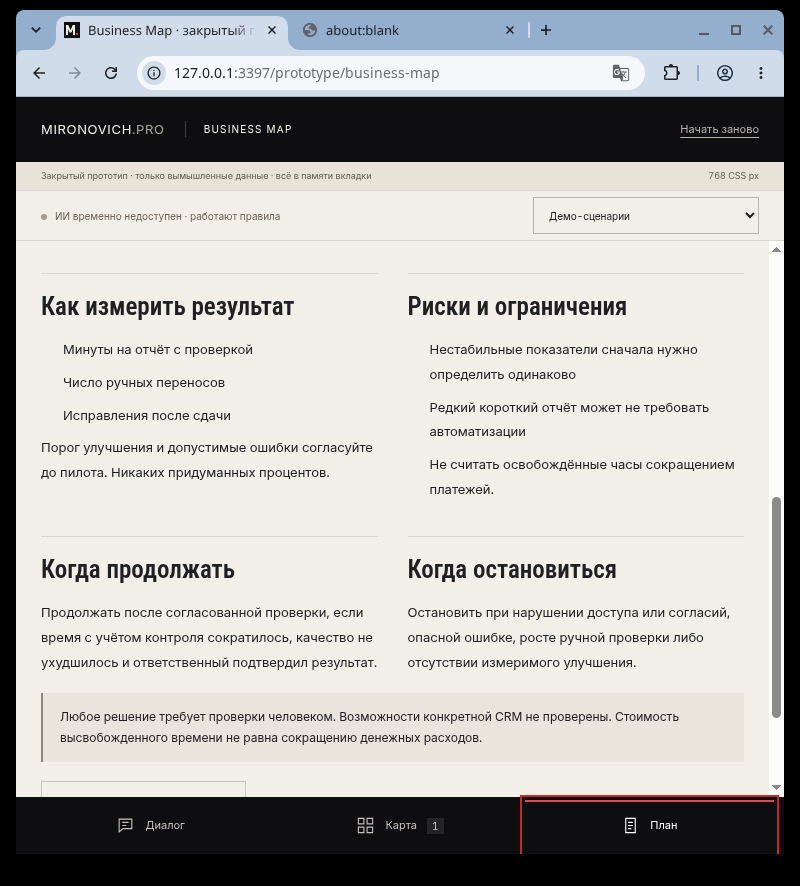 Business Map · закрытый п
about:blank
127.0.0.1:3397/prototype/business-map
MIRONOVICH.PRO
BUSINESS MAP
Начать заново
Закрытый прототип · только вымышленные данные · всё в памяти вкладки
768 CSS px
ИИ временно недоступен · работают правила
Демо-сценарии
Как измерить результат
Минуты на отчёт с проверкой
Число ручных переносов
Исправления после сдачи
Порог улучшения и допустимые ошибки согласуйте
до пилота. Никаких придуманных процентов.
Риски и ограничения
Нестабильные показатели сначала нужно
определить одинаково
Редкий короткий отчёт может не требовать
автоматизации
Не считать освобождённые часы сокращением
платежей.
Когда продолжать
Продолжать после согласованной проверки, если
время с учётом контроля сократилось, качество не
ухудшилось и ответственный подтвердил результат.
Когда остановиться
Остановить при нарушении доступа или согласий,
опасной ошибке, росте ручной проверки либо
отсутствии измеримого улучшения.
Любое решение требует проверки человеком. Возможности конкретной CRM не проверены. Стоимость
высвобожденного времени не равна сокращению денежных расходов.
Диалог
Карта 1
План